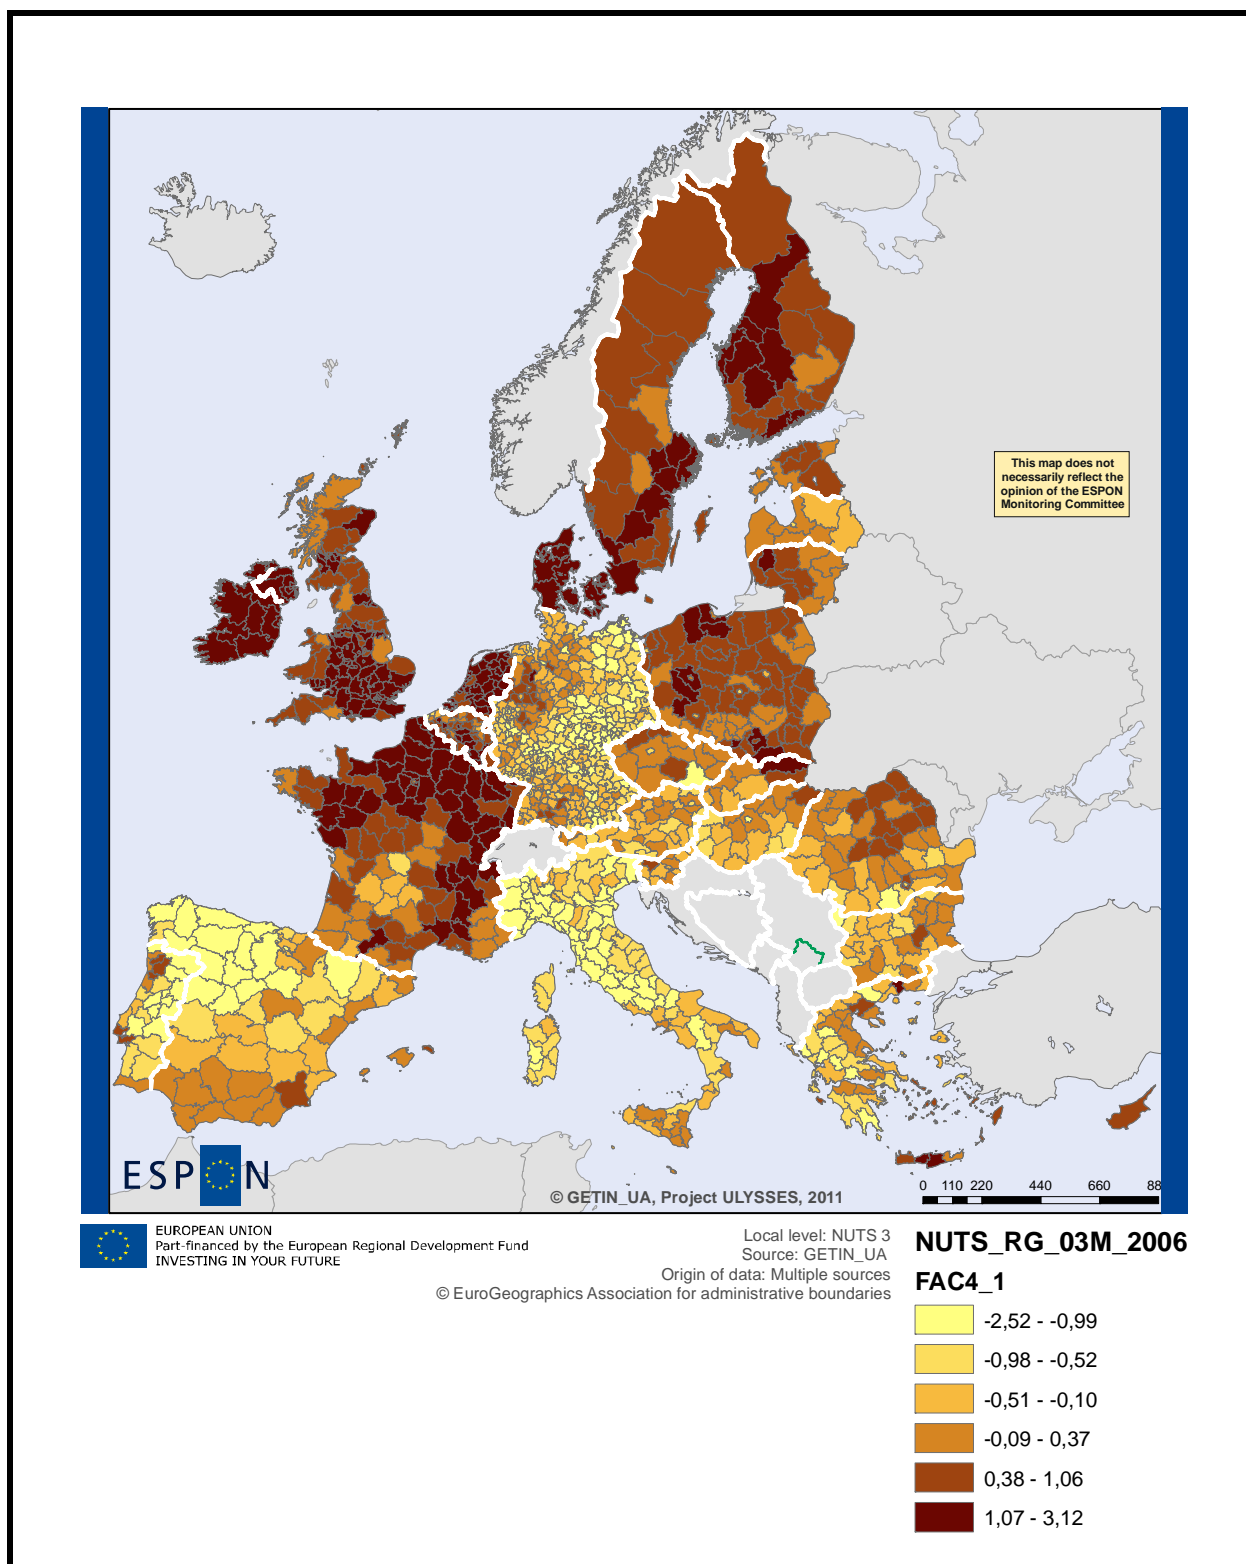 This map does not
necessarily reflect the
opinion of the ESPON
Monitoring Committee
ESPON
© GETIN_UA, Project ULYSSES, 2011
0 110 220 440 660 88
EUROPEAN UNION
Part-financed by the European Regional Development Fund
INVESTING IN YOUR FUTURE
Local level: NUTS 3
Source: GETIN_UA
Origin of data: Multiple sources
© EuroGeographics Association for administrative boundaries
NUTS_RG_03M_2006
FAC4_1
-2,52 - -0,99
-0,98 - -0,52
-0,51 - -0,10
-0,09 - 0,37
0,38 - 1,06
1,07 - 3,12